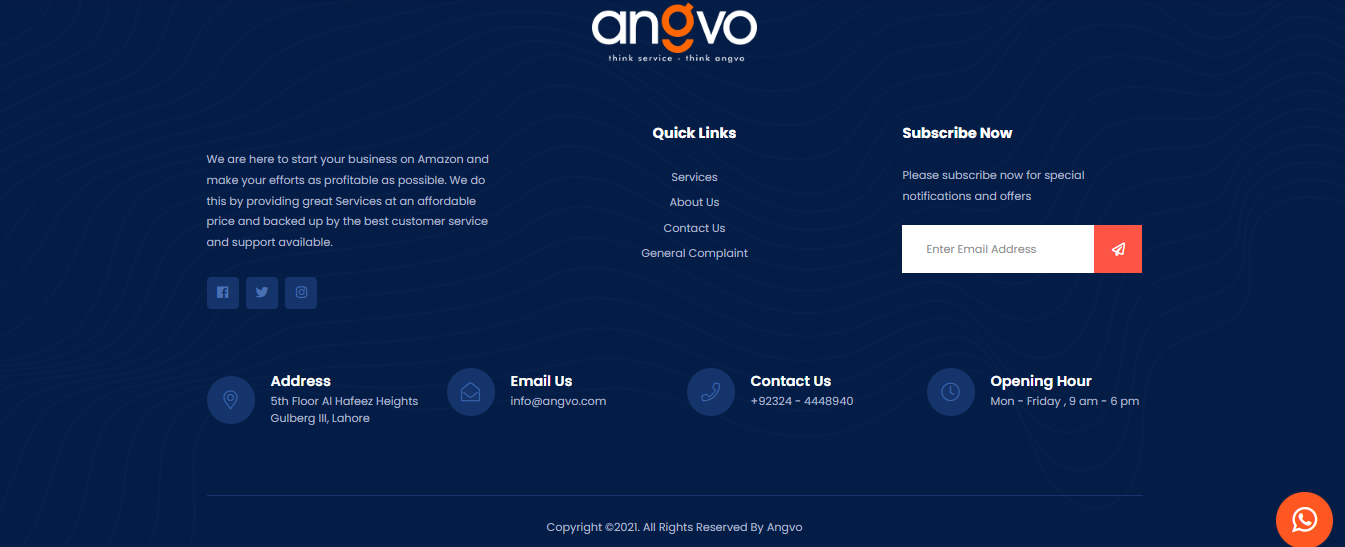 angvo
think service - think angvo
We are here to start your business on Amazon and
make your efforts as profitable as possible. We do
this by providing great Services at an affordable
price and backed up by the best customer service
and support available.
Quick Links
Services
About Us
Contact Us
General Complaint
Subscribe Now
Please subscribe now for special
notifications and offers
Enter Email Address
Address
5th Floor Al Hafeez Heights
Gulberg III, Lahore
Email Us
info@angvo.com
Contact Us
+92324 - 4448940
Opening Hour
Mon - Friday , 9 am - 6 pm
Copyright ©2021. All Rights Reserved By Angvo